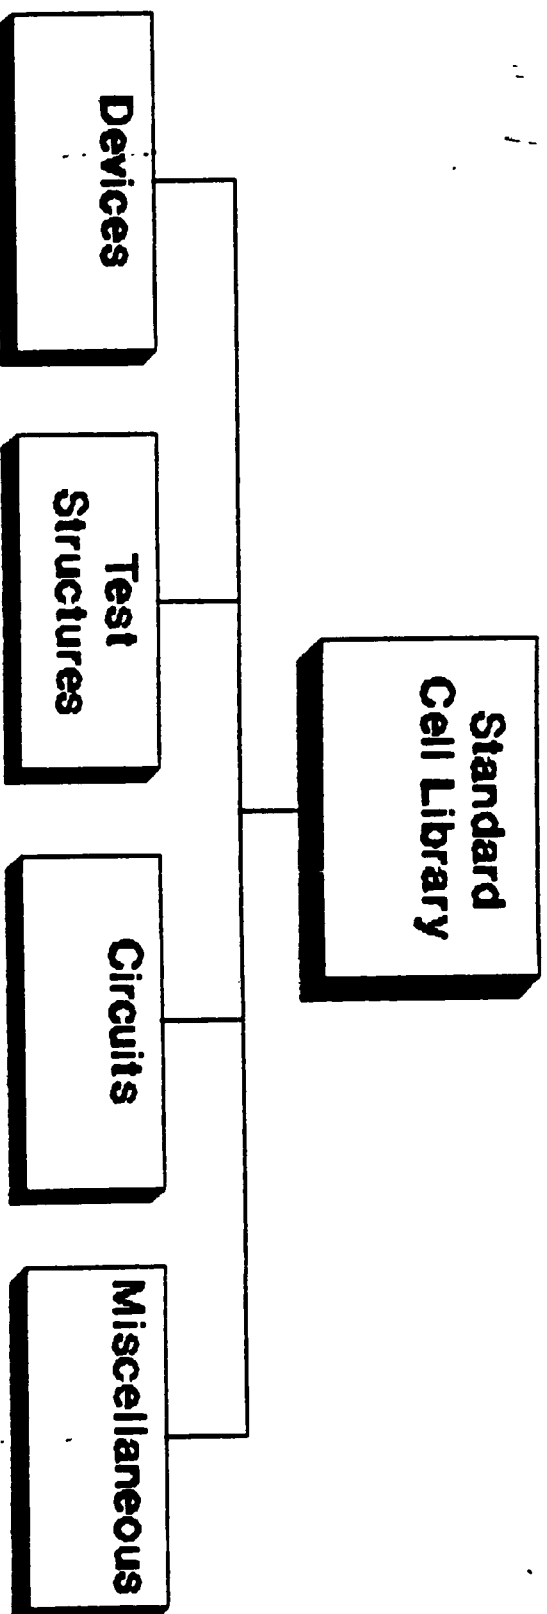 Standard
Cell Library
Devices
Test
Structures
Circuits
Miscellaneous